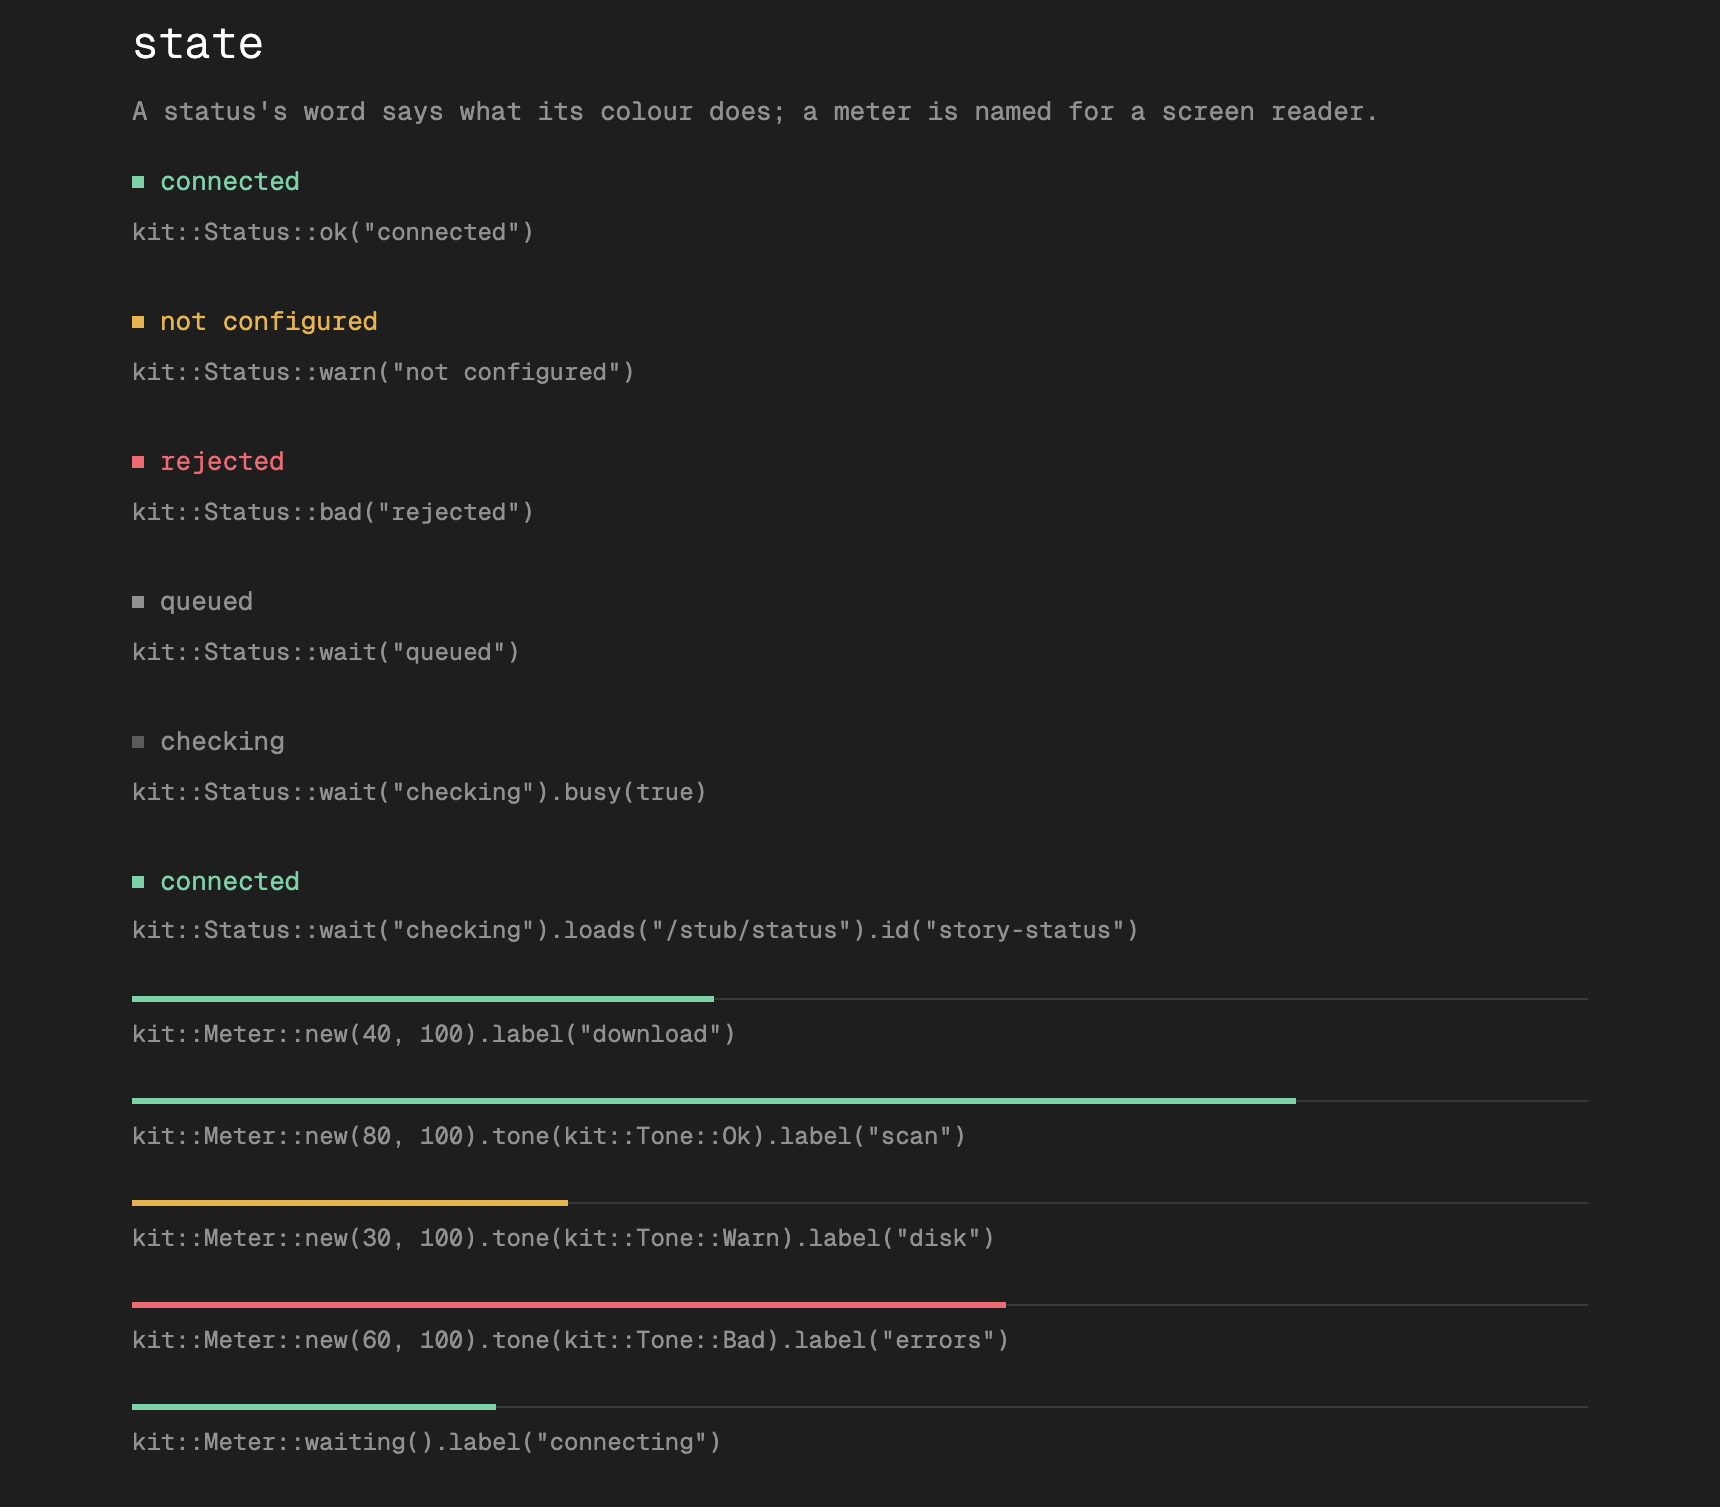 state
A status's word says what its colour does; a meter is named for a screen reader.
connected
kit::Status::ok("connected")
not configured
kit::Status::warn("not configured")
rejected
kit::Status::bad("rejected")
queued
kit::Status::wait("queued")
checking
kit::Status::wait("checking").busy(true)
connected
kit::Status::wait("checking").loads("/stub/status").id("story-status")
kit::Meter::new(40, 100).label("download")
kit::Meter::new(80, 100).tone(kit::Tone::Ok).label("scan")
kit::Meter::new(30, 100).tone(kit::Tone::Warn).label("disk")
kit::Meter::new(60, 100).tone(kit::Tone::Bad).label("errors")
kit::Meter::waiting().label("connecting")